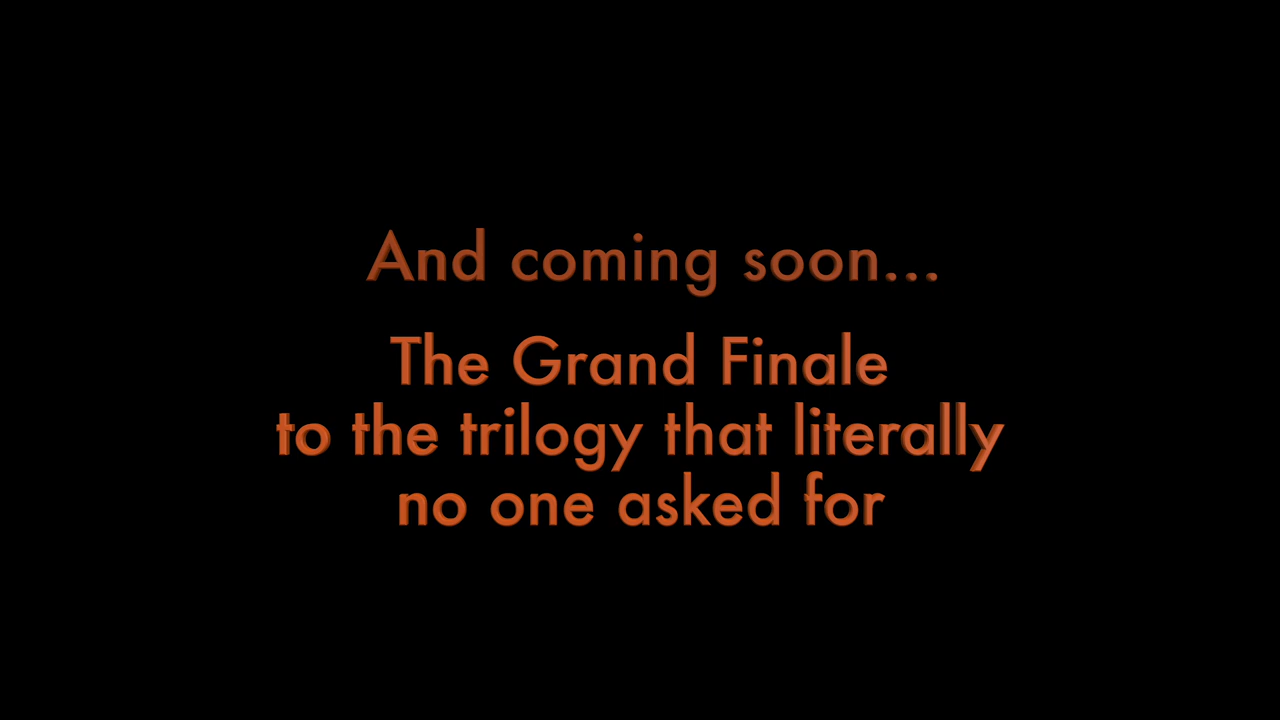 And coming soon...
The Grand Finale
to the trilogy that literally
no one asked for